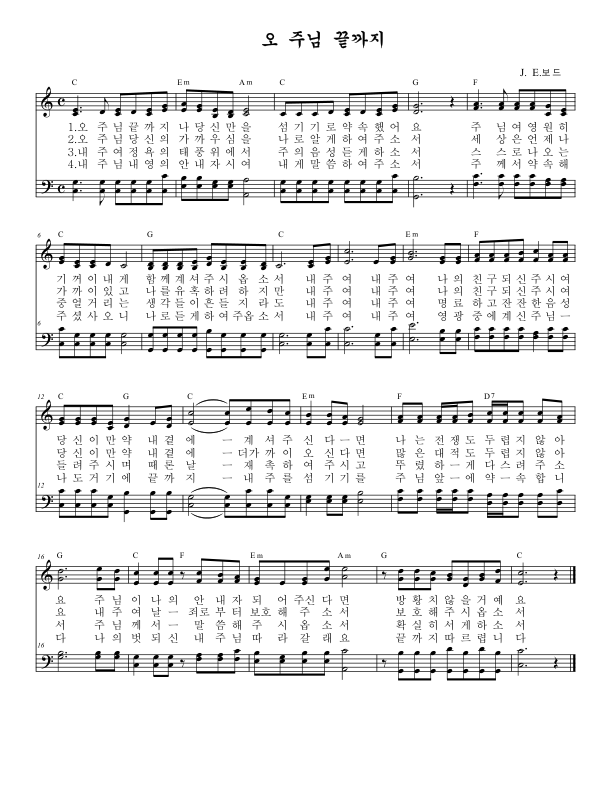 오 주님 끝까지
J. E.보드
C Em Am C G F
1.오 주님 끝까지 나 당신만을 섬기기로 약속했어요 주님 여 영원히
2.오 주님 당신의 가까우심에 나로 알게 하여 주소서 세상은 언제나
3.내 주여 정욕의 태풍위에서 주의 음성 듣게 하소서 스스로 나오는
4.내 주님 내 영의 안내자시여 내게 말씀하여 주소서 주께서 약속해
6 C G C Em F
기꺼이 내게 함께 계셔 주시옵소서 내 주여 내 주여 나의 친구되신 주시여
가까이 있고 나를 유혹하려 하지만 내 주여 내 주여 나의 친구되신 주시여
중얼거리는 생각들이 흔들지라도 내 주여 내 주여 명료하고 잔잔한 음성
주셨사오니 나로 듣게 하여주옵소서 내 주여 내 주여 영광 중에 계신 주님ㅡ
6
12 C G C Em F D7
당신이 만약 내 곁에 ㅡ 계셔 주신다ㅡ면 나는 전쟁도 두렵지 않아
당신이 만약 내 곁에 ㅡ 더 가까이 오신다면 많은 대적도 두렵지 않아
들려 주시며 때론 날 ㅡ 재촉하여 주시고 뚜렸하ㅡ게 다스려 주소
나도 거기에 끝까지 ㅡ 내 주를 섬기기를 주님 앞ㅡ에 약ㅡ속합니
12
16 G C F Em Am G C
요 주님이 나의 안내자 되어 주신다면 방황치 않을거예요
요 내 주여 날ㅡ 죄로부터 보호해 주소서 보호해 주시옵소서
서 주님께서ㅡ 말씀해 주시옵소서 확실히 서게 하소서
다 나의 벗되신 내 주님 따라 갈래요 끝까지 따르렵니다
16